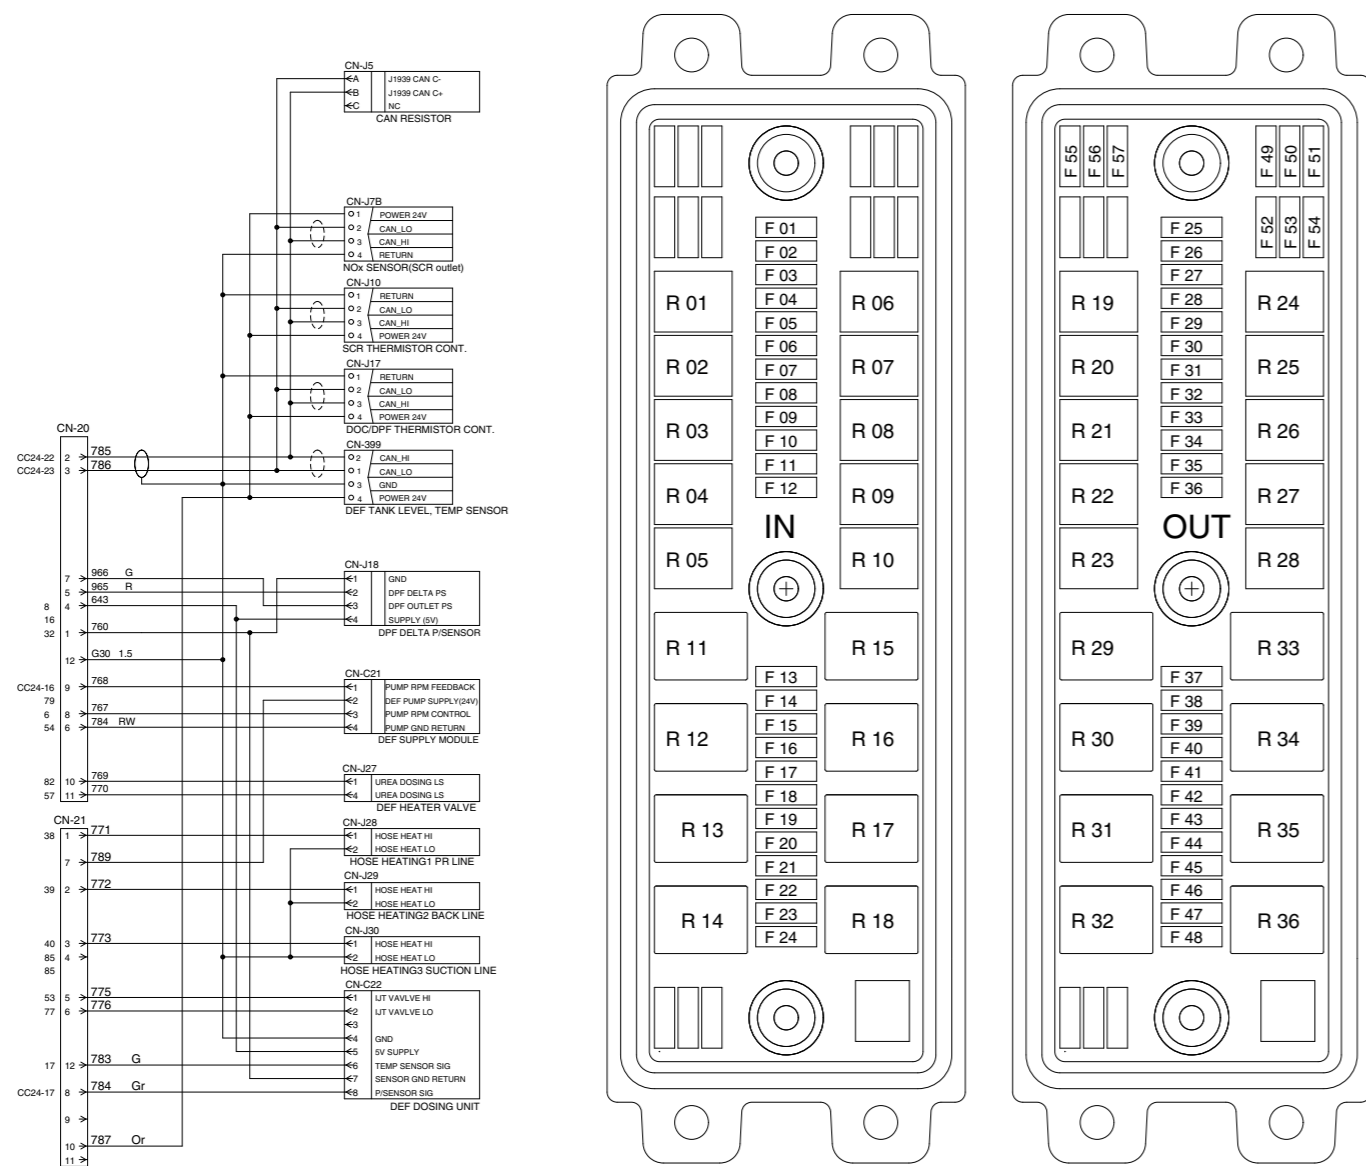 CN-J5
A J1939 CAN C-
B J1939 CAN C+
C NC
CAN RESISTOR
CN-J7B
1 POWER 24V
2 CAN_LO
3 CAN_HI
4 RETURN
NOx SENSOR(SCR outlet)
CN-J10
1 RETURN
2 CAN_LO
3 CAN_HI
4 POWER 24V
SCR THERMISTOR CONT.
CN-J17
1 RETURN
2 CAN_LO
3 CAN_HI
4 POWER 24V
DOC/DPF THERMISTOR CONT.
CN-399
2 CAN_HI
1 CAN_LO
3 GND
4 POWER 24V
DEF TANK LEVEL, TEMP SENSOR
CN-J18
1 GND
2 DPF DELTA PS
3 DPF OUTLET PS
4 SUPPLY (5V)
DPF DELTA P/SENSOR
CN-C21
1 PUMP RPM FEEDBACK
2 DEF PUMP SUPPLY(24V)
3 PUMP RPM CONTROL
4 PUMP GND RETURN
DEF SUPPLY MODULE
CN-J27
1 UREA DOSING LS
4 UREA DOSING LS
DEF HEATER VALVE
CN-J28
1 HOSE HEAT HI
2 HOSE HEAT LO
HOSE HEATING1 PR LINE
CN-J29
1 HOSE HEAT HI
2 HOSE HEAT LO
HOSE HEATING2 BACK LINE
CN-J30
1 HOSE HEAT HI
2 HOSE HEAT LO
HOSE HEATING3 SUCTION LINE
CN-C22
1 IJT VAVLVE HI
2 IJT VAVLVE LO
3
4 GND
5 5V SUPPLY
6 TEMP SENSOR SIG
7 SENSOR GND RETURN
8 P/SENSOR SIG
DEF DOSING UNIT
CN-20
CC24-22 2 785
CC24-23 3 786
7 966 G
5 965 R
8 4 643
16
32 1 760
12 G30 1.5
CC24-16 9 768
79
6 8 767
54 6 784 RW
82 10 769
57 11 770
CN-21
38 1 771
7 789
39 2 772
40 3 773
85 4
85
53 5 775
77 6 776
17 12 783 G
CC24-17 8 784 Gr
9
10 787 Or
11
F 01
F 02
F 03
R 01 F 04 R 06
F 05
F 06
R 02 F 07 R 07
F 08
F 09
R 03 F 10 R 08
F 11
R 04 F 12 R 09
IN
R 05 R 10
R 11 R 15
F 13
F 14
F 15
R 12 F 16 R 16
F 17
F 18
F 19
R 13 F 20 R 17
F 21
F 22
R 14 F 23 R 18
F 24
F 55 F 56 F 57 F 49 F 50 F 51
F 52 F 53 F 54
F 25
F 26
F 27
R 19 F 28 R 24
F 29
F 30
R 20 F 31 R 25
F 32
F 33
R 21 F 34 R 26
F 35
R 22 F 36 R 27
OUT
R 23 R 28
R 29 R 33
F 37
F 38
F 39
R 30 F 40 R 34
F 41
F 42
F 43
R 31 F 44 R 35
F 45
F 46
R 32 F 47 R 36
F 48